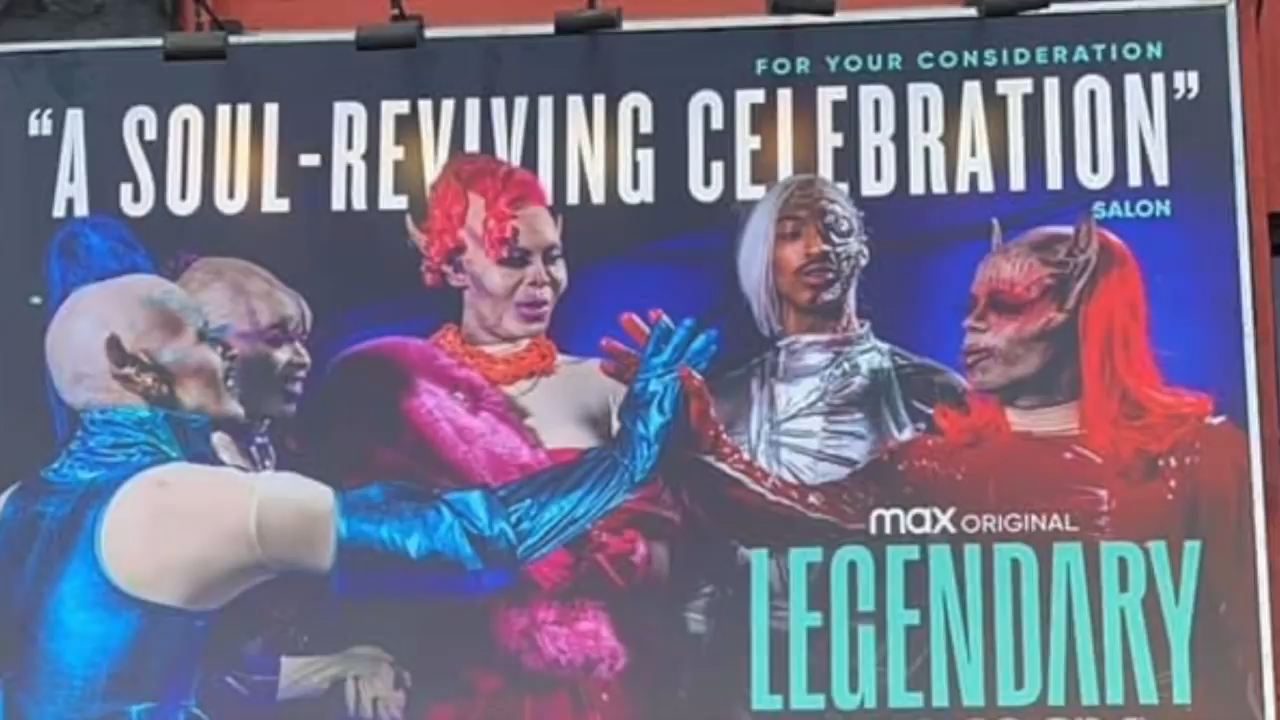 FOR YOUR CONSIDERATION
“A SOUL-REVIVING CELEBRATION”
SALON
max ORIGINAL
LEGENDARY